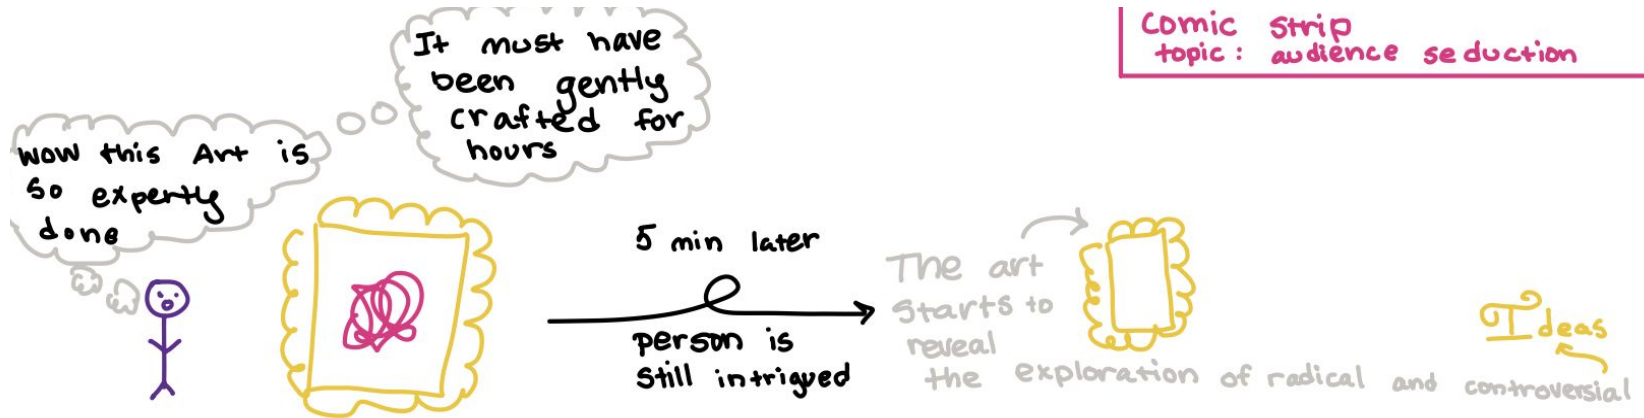 Comic Strip
topic: audience seduction
wow this Art is
so expertly
done
It must have
been gently
crafted for
hours
5 min later
person is
still intrigued
The art
starts to
reveal
the exploration of radical and controversial
Ideas